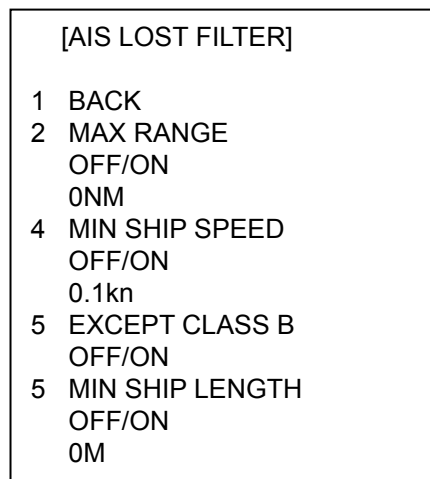 [AIS LOST FILTER]
1 BACK
2 MAX RANGE
OFF/ON
0NM
4 MIN SHIP SPEED
OFF/ON
0.1kn
5 EXCEPT CLASS B
OFF/ON
5 MIN SHIP LENGTH
OFF/ON
0M